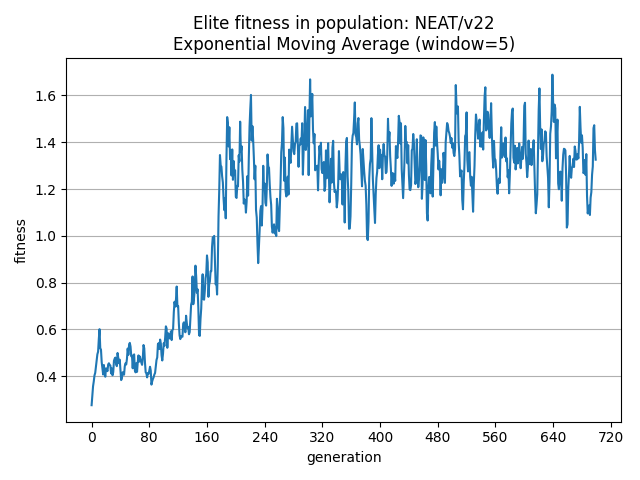 Elite fitness in population: NEAT/v22
Exponential Moving Average (window=5)
fitness
1.6
1.4
1.2
1.0
0.8
0.6
0.4
0 80 160 240 320 400 480 560 640 720
generation